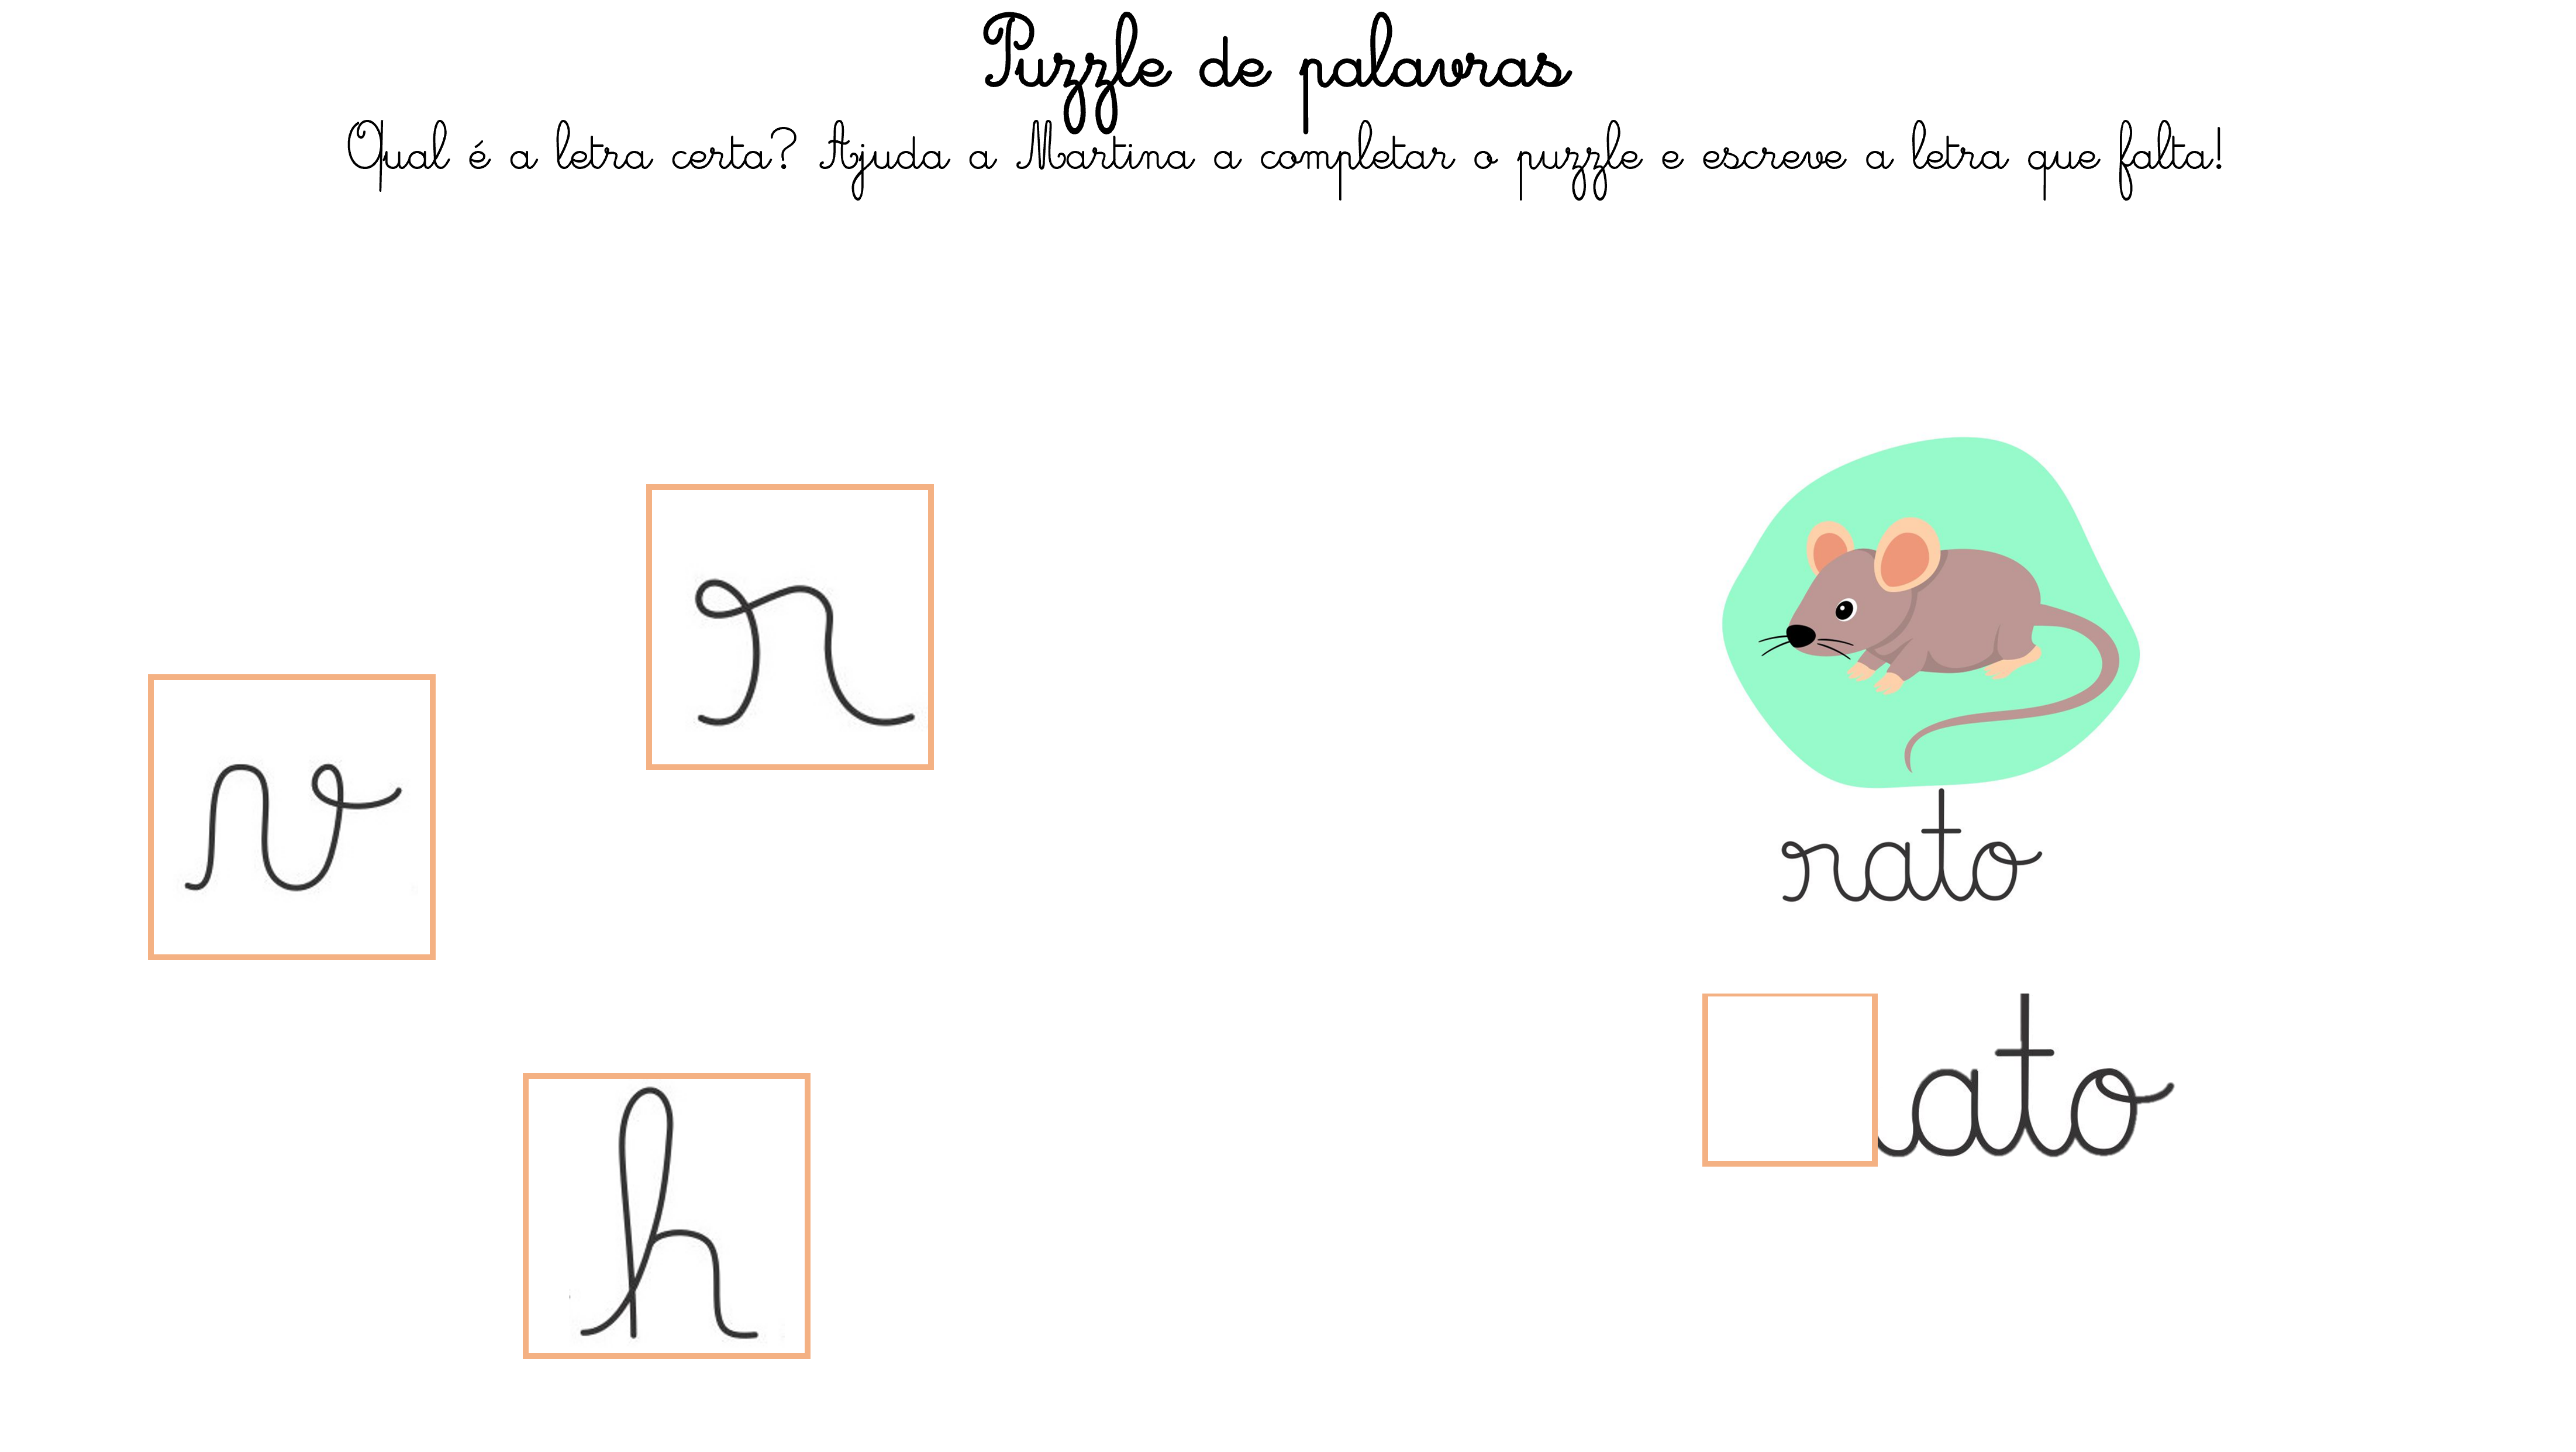 Puzzle de palavras
Qual é a letra certa? Ajuda a Martina a completar o puzzle e escreve a letra que falta!
r
v
rato
ato
h